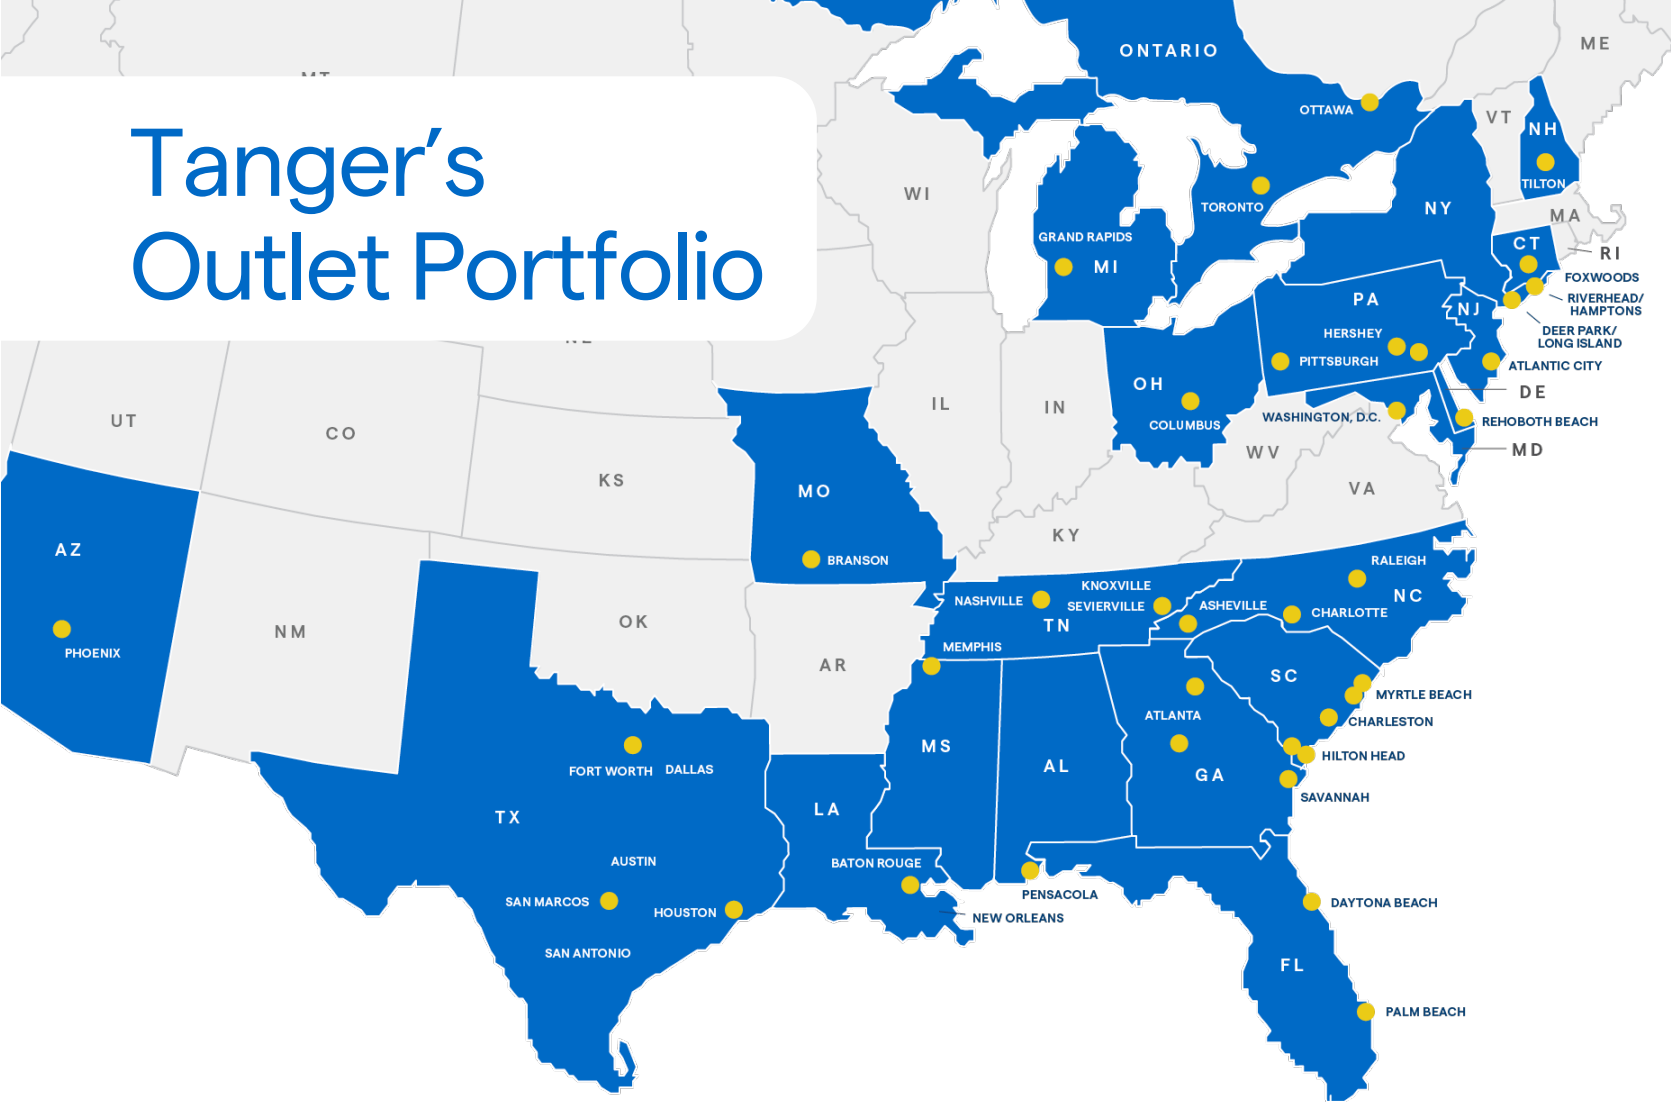 Tanger’s
Outlet Portfolio
ONTARIO
ME
OTTAWA
VT
NH
WI
TILTON
TORONTO
NY
MA
GRAND RAPIDS
MI
CT
RI
FOXWOODS
PA
RIVERHEAD/
HAMPTONS
NJ
DEER PARK/
LONG ISLAND
HERSHEY
PITTSBURGH
ATLANTIC CITY
OH
DE
IL
IN
UT
CO
COLUMBUS
WASHINGTON, D.C.
REHOBOTH BEACH
WV
MD
KS
MO
VA
KY
AZ
BRANSON
RALEIGH
KNOXVILLE
NC
NASHVILLE
SEVIERVILLE
ASHEVILLE
CHARLOTTE
NM
OK
TN
PHOENIX
MEMPHIS
AR
SC
MYRTLE BEACH
ATLANTA
CHARLESTON
MS
HILTON HEAD
FORT WORTH
DALLAS
AL
GA
SAVANNAH
TX
LA
AUSTIN
BATON ROUGE
PENSACOLA
SAN MARCOS
HOUSTON
NEW ORLEANS
DAYTONA BEACH
SAN ANTONIO
FL
PALM BEACH